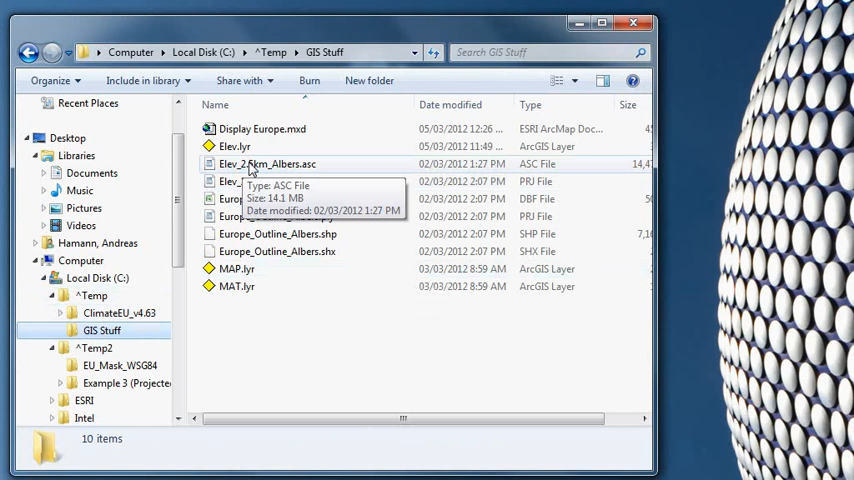 Computer ▸ Local Disk (C:) ▸ ^Temp ▸ GIS Stuff
Search GIS Stuff
Organize
Include in library
Share with
Burn
New folder
Recent Places
Desktop
Libraries
Documents
Music
Pictures
Videos
Hamann, Andreas
Computer
Local Disk (C:)
^Temp
ClimateEU_v4.63
GIS Stuff
^Temp2
EU_Mask_WSG84
Example 3 (Projecte
ESRI
Intel
Name Date modified Type Size
Display Europe.mxd 05/03/2012 12:26 ... ESRI ArcMap Doc... 45
Elev.lyr 05/03/2012 11:49 ... ArcGIS Layer
Elev_2.5km_Albers.asc 02/03/2012 1:27 PM ASC File 14,47
Elev_ 02/03/2012 2:07 PM PRJ File
Europ 02/03/2012 2:07 PM DBF File 50
02/03/2012 2:07 PM PRJ File
Europe_Outline_Albers.shp 02/03/2012 2:07 PM SHP File 7,16
Europe_Outline_Albers.shx 02/03/2012 2:07 PM SHX File
MAP.lyr 03/03/2012 8:59 AM ArcGIS Layer
MAT.lyr 03/03/2012 8:59 AM ArcGIS Layer
Type: ASC File
Size: 14.1 MB
Date modified: 02/03/2012 1:27 PM
10 items